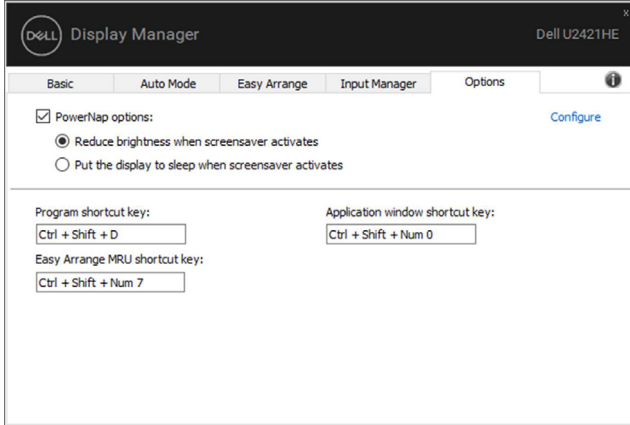 x
DELL Display Manager
Dell U2421HE
Basic Auto Mode Easy Arrange Input Manager Options
PowerNap options:
Configure
Reduce brightness when screensaver activates
Put the display to sleep when screensaver activates
Program shortcut key:
Application window shortcut key:
Ctrl + Shift + D
Ctrl + Shift + Num 0
Easy Arrange MRU shortcut key:
Ctrl + Shift + Num 7